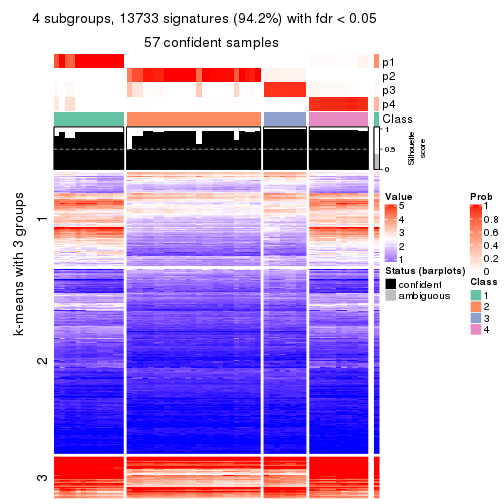 4 subgroups, 13733 signatures (94.2%) with fdr < 0.05
57 confident samples
p1
p2
p3
p4
Class
1
0.5
0
Silhouette
score
k-means with 3 groups
1
2
3
Value
5
4
3
2
1
Status (barplots)
confident
ambiguous
Prob
1
0.8
0.6
0.4
0.2
0
Class
1
2
3
4